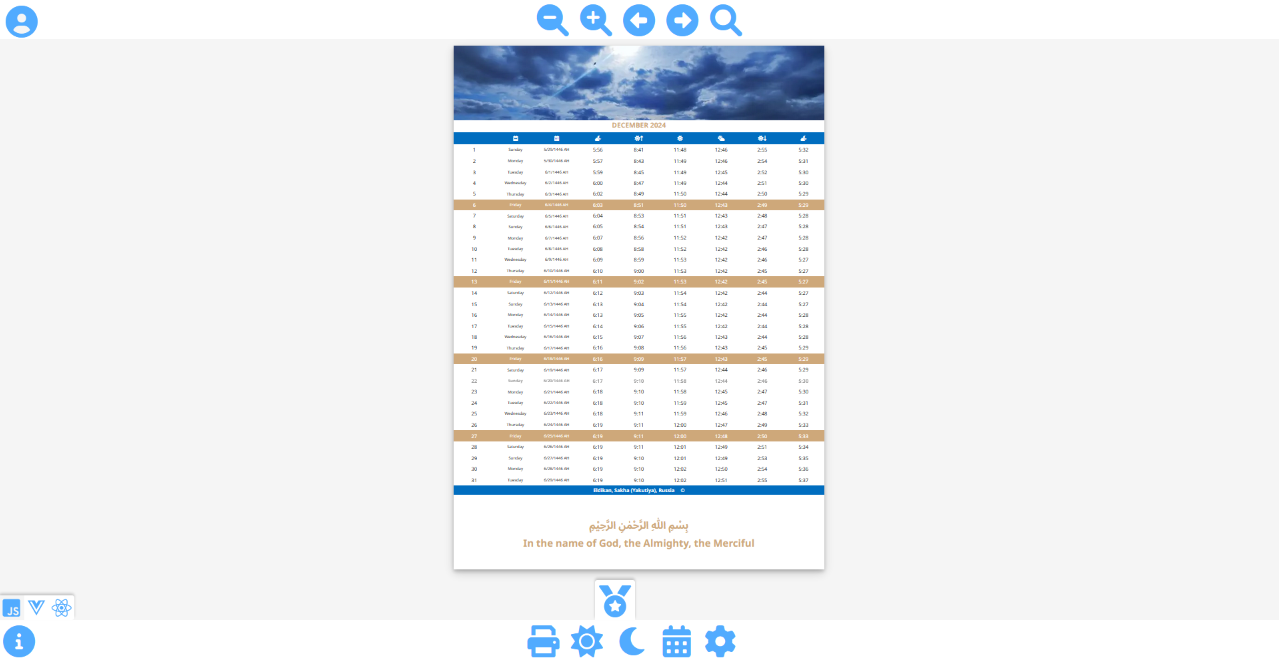 DECEMBER 2024
1 Sunday 5/29/1446 AH 5:56 8:41 11:48 12:46 2:55 5:32
2 Monday 5/30/1446 AH 5:57 8:43 11:49 12:46 2:54 5:31
3 Tuesday 6/1/1446 AH 5:59 8:45 11:49 12:45 2:52 5:30
4 Wednesday 6/2/1446 AH 6:00 8:47 11:49 12:44 2:51 5:30
5 Thursday 6/3/1446 AH 6:02 8:49 11:50 12:44 2:50 5:29
6 Friday 6/4/1446 AH 6:03 8:51 11:50 12:43 2:49 5:29
7 Saturday 6/5/1446 AH 6:04 8:53 11:51 12:43 2:48 5:28
8 Sunday 6/6/1446 AH 6:05 8:54 11:51 12:43 2:47 5:28
9 Monday 6/7/1446 AH 6:07 8:56 11:52 12:42 2:47 5:28
10 Tuesday 6/8/1446 AH 6:08 8:58 11:52 12:42 2:46 5:28
11 Wednesday 6/9/1446 AH 6:09 8:59 11:53 12:42 2:46 5:27
12 Thursday 6/10/1446 AH 6:10 9:00 11:53 12:42 2:45 5:27
13 Friday 6/11/1446 AH 6:11 9:02 11:53 12:42 2:45 5:27
14 Saturday 6/12/1446 AH 6:12 9:03 11:54 12:42 2:44 5:27
15 Sunday 6/13/1446 AH 6:13 9:04 11:54 12:42 2:44 5:27
16 Monday 6/14/1446 AH 6:13 9:05 11:55 12:42 2:44 5:28
17 Tuesday 6/15/1446 AH 6:14 9:06 11:55 12:42 2:44 5:28
18 Wednesday 6/16/1446 AH 6:15 9:07 11:56 12:43 2:44 5:28
19 Thursday 6/17/1446 AH 6:16 9:08 11:56 12:43 2:45 5:29
20 Friday 6/18/1446 AH 6:16 9:09 11:57 12:43 2:45 5:29
21 Saturday 6/19/1446 AH 6:17 9:09 11:57 12:44 2:46 5:29
22 Sunday 6/20/1446 AH 6:17 9:10 11:58 12:44 2:46 5:30
23 Monday 6/21/1446 AH 6:18 9:10 11:58 12:45 2:47 5:30
24 Tuesday 6/22/1446 AH 6:18 9:10 11:59 12:45 2:47 5:31
25 Wednesday 6/23/1446 AH 6:18 9:11 11:59 12:46 2:48 5:32
26 Thursday 6/24/1446 AH 6:19 9:11 12:00 12:47 2:49 5:33
27 Friday 6/25/1446 AH 6:19 9:11 12:00 12:48 2:50 5:33
28 Saturday 6/26/1446 AH 6:19 9:11 12:01 12:49 2:51 5:34
29 Sunday 6/27/1446 AH 6:19 9:10 12:01 12:49 2:53 5:35
30 Monday 6/28/1446 AH 6:19 9:10 12:02 12:50 2:54 5:36
31 Tuesday 6/29/1446 AH 6:19 9:10 12:02 12:51 2:55 5:37
Eldikan, Sakha (Yakutiya), Russia ©
بِسْمِ اللَّهِ الرَّحْمَٰنِ الرَّحِيْمِ
In the name of God, the Almighty, the Merciful
JS